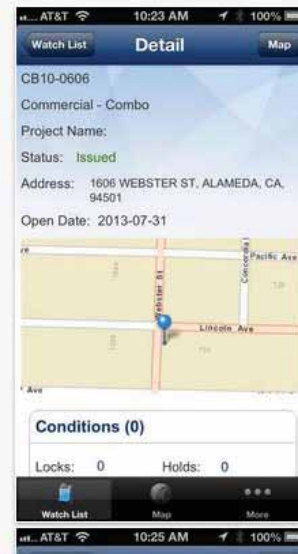 AT&T 10:23 AM 100%
Watch List Detail Map
CB10-0606
Commercial - Combo
Project Name:
Status: Issued
Address: 1606 WEBSTER ST, ALAMEDA, CA, 94501
Open Date: 2013-07-31
Concordia
Pacific Ave
Webster St
Lincoln Ave
Ave
Conditions (0)
Locks: 0 Holds: 0
Watch List Map More
AT&T 10:25 AM 100%